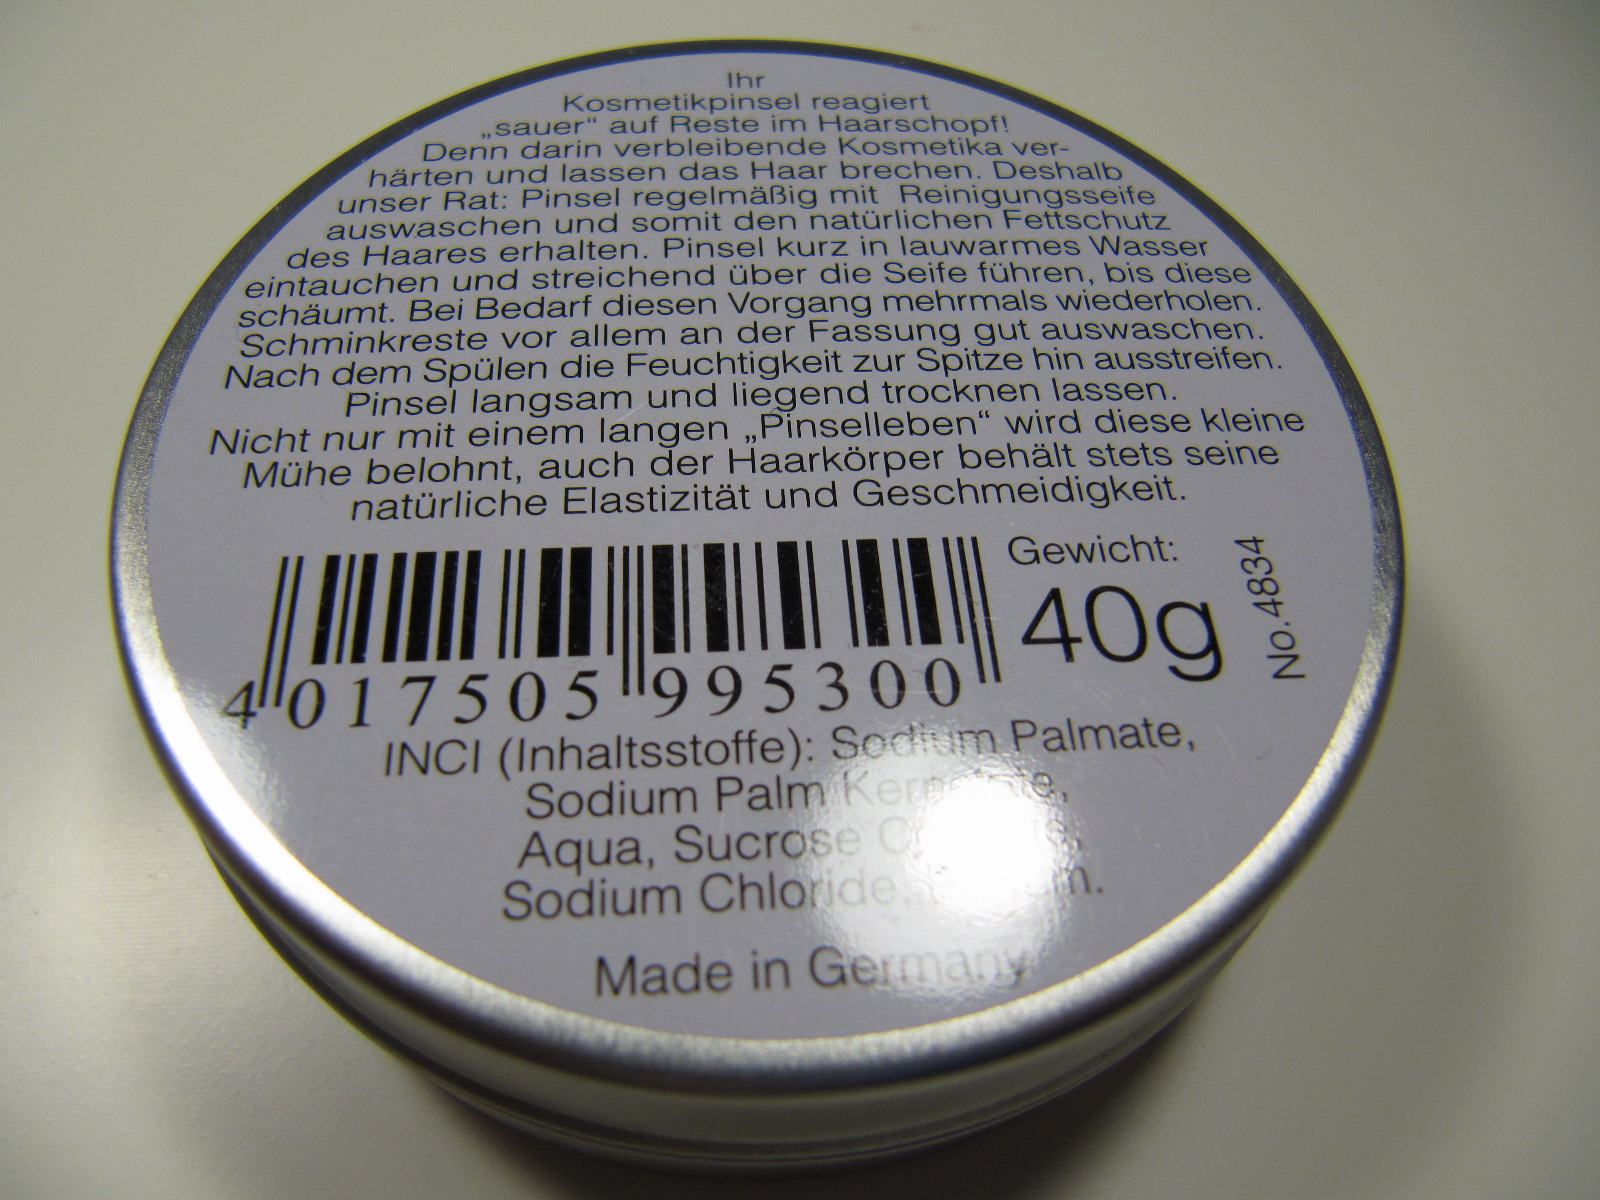 Ihr
Kosmetikpinsel reagiert
„sauer“ auf Reste im Haarschopf!
Denn darin verbleibende Kosmetika ver-
härten und lassen das Haar brechen. Deshalb
unser Rat: Pinsel regelmäßig mit Reinigungsseife
auswaschen und somit den natürlichen Fettschutz
des Haares erhalten. Pinsel kurz in lauwarmes Wasser
eintauchen und streichend über die Seife führen, bis diese
schäumt. Bei Bedarf diesen Vorgang mehrmals wiederholen.
Schminkreste vor allem an der Fassung gut auswaschen.
Nach dem Spülen die Feuchtigkeit zur Spitze hin ausstreifen.
Pinsel langsam und liegend trocknen lassen.
Nicht nur mit einem langen „Pinselleben“ wird diese kleine
Mühe belohnt, auch der Haarkörper behält stets seine
natürliche Elastizität und Geschmeidigkeit.
Gewicht:
40g
No.4834
4 017505 995300
INCI (Inhaltsstoffe): Sodium Palmate,
Sodium Palm
Aqua, Sucrose
Sodium Chloride,
Made in Germany